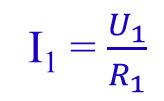 I₁ = U₁/R₁